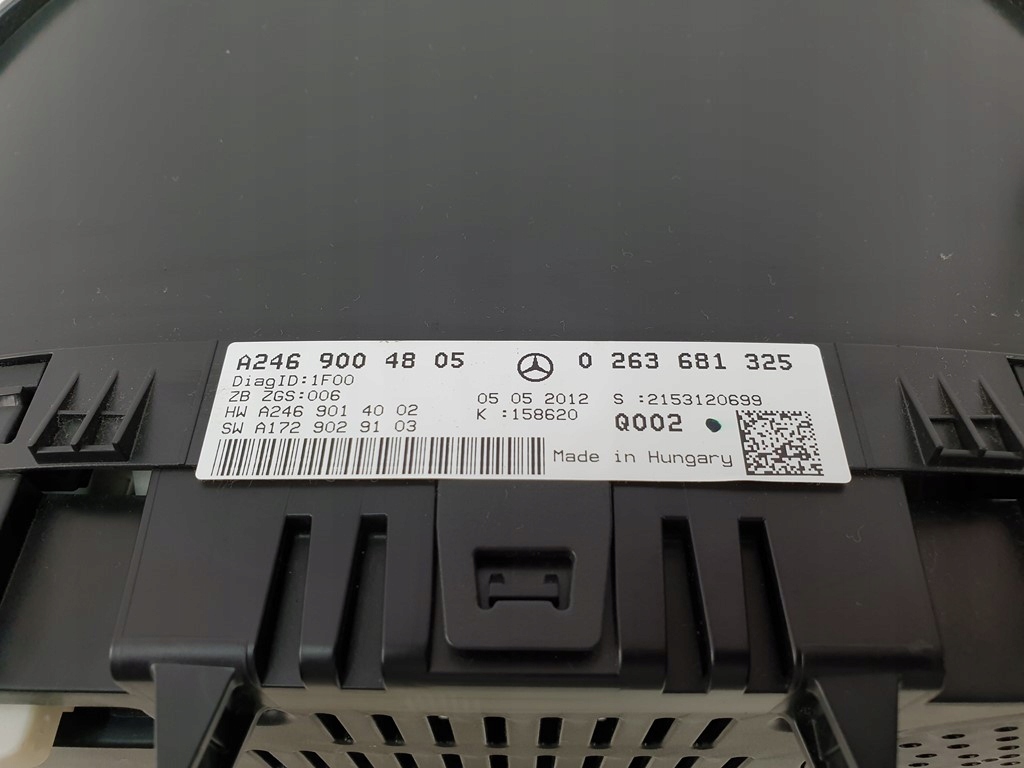 A246 900 48 05 0 263 681 325
DiagID:1F00
ZB ZGS:006 05 05 2012 S :2153120699
HW A246 901 40 02 K :158620 Q002
SW A172 902 91 03
Made in Hungary